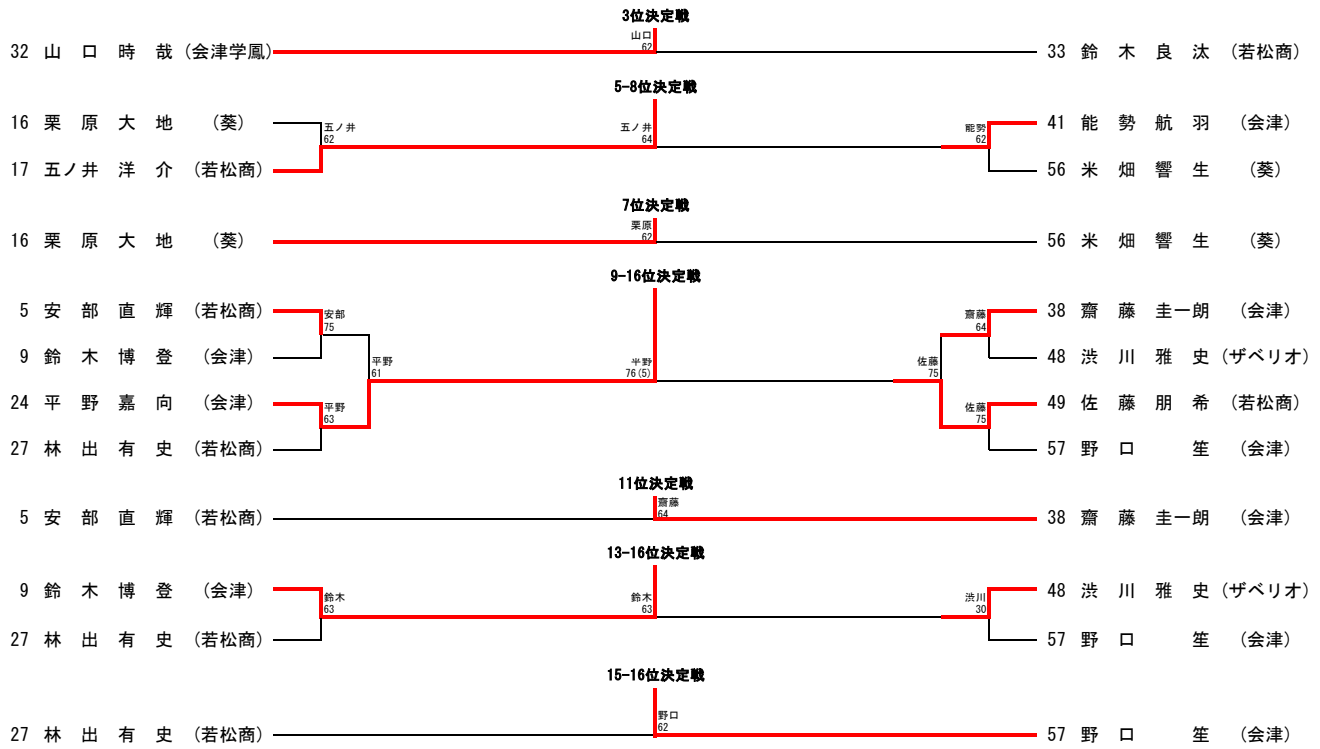 3位決定戦
山口
62
32 山 口 時 哉 (会津学鳳)
33 鈴 木 良 汰 (若松商)
5-8位決定戦
16 栗 原 大 地 (葵)
五ノ井
62
五ノ井
64
能勢
62
41 能 勢 航 羽 (会津)
17 五ノ井 洋 介 (若松商)
56 米 畑 響 生 (葵)
7位決定戦
栗原
62
16 栗 原 大 地 (葵)
56 米 畑 響 生 (葵)
9-16位決定戦
5 安 部 直 輝 (若松商)
安部
75
齋藤
64
38 齋 藤 圭一朗 (会津)
9 鈴 木 博 登 (会津)
平野
61
平野
76(5)
佐藤
75
48 渋 川 雅 史 (ザベリオ)
24 平 野 嘉 向 (会津)
平野
63
佐藤
75
49 佐 藤 朋 希 (若松商)
27 林 出 有 史 (若松商)
57 野 口 笙 (会津)
11位決定戦
齋藤
64
5 安 部 直 輝 (若松商)
38 齋 藤 圭一朗 (会津)
13-16位決定戦
9 鈴 木 博 登 (会津)
鈴木
63
鈴木
63
渋川
30
48 渋 川 雅 史 (ザベリオ)
27 林 出 有 史 (若松商)
57 野 口 笙 (会津)
15-16位決定戦
野口
62
27 林 出 有 史 (若松商)
57 野 口 笙 (会津)